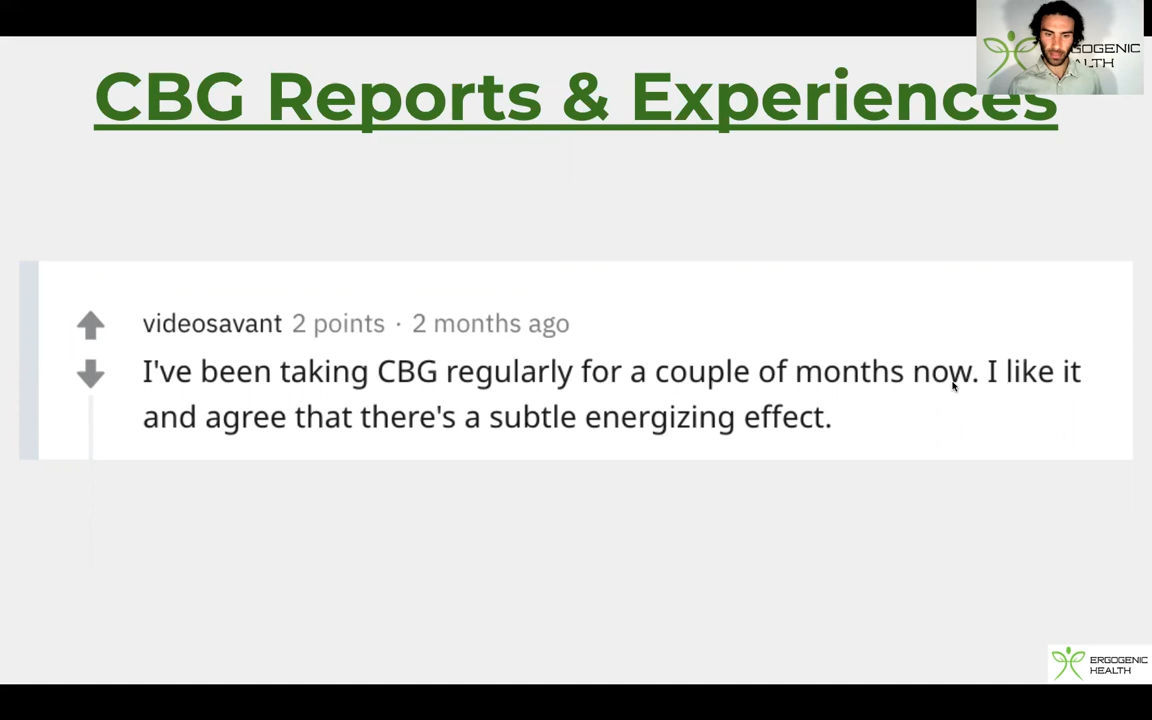 CBG Reports & Experiences
videosavant 2 points · 2 months ago
I've been taking CBG regularly for a couple of months now. I like it
and agree that there's a subtle energizing effect.
ERGOGENIC
HEALTH